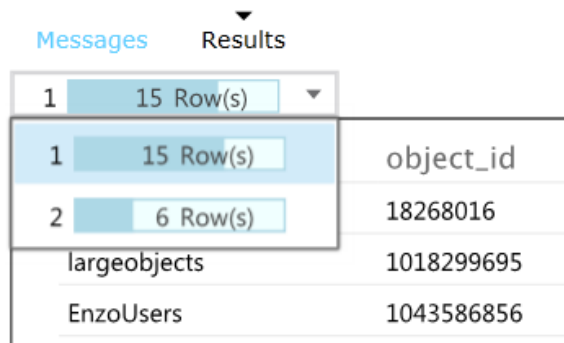 Messages Results
1 15 Row(s)
1 15 Row(s) object_id
2 6 Row(s) 18268016
largeobjects 1018299695
EnzoUsers 1043586856